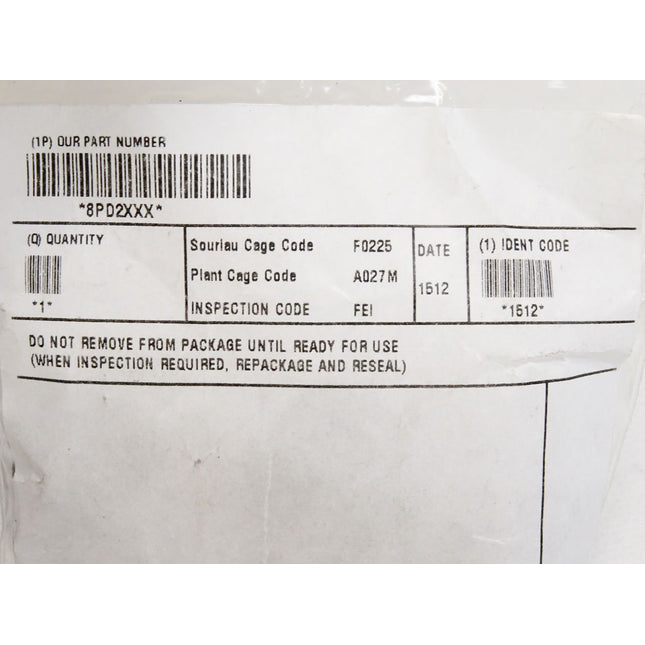 (1P) OUR PART NUMBER
*8PD2XXX*
(Q) QUANTITY
*1*
Souriau Cage Code F0225
Plant Cage Code A027M
INSPECTION CODE FEI
DATE
1512
(1) IDENT CODE
*1512*
DO NOT REMOVE FROM PACKAGE UNTIL READY FOR USE
(WHEN INSPECTION REQUIRED, REPACKAGE AND RESEAL)